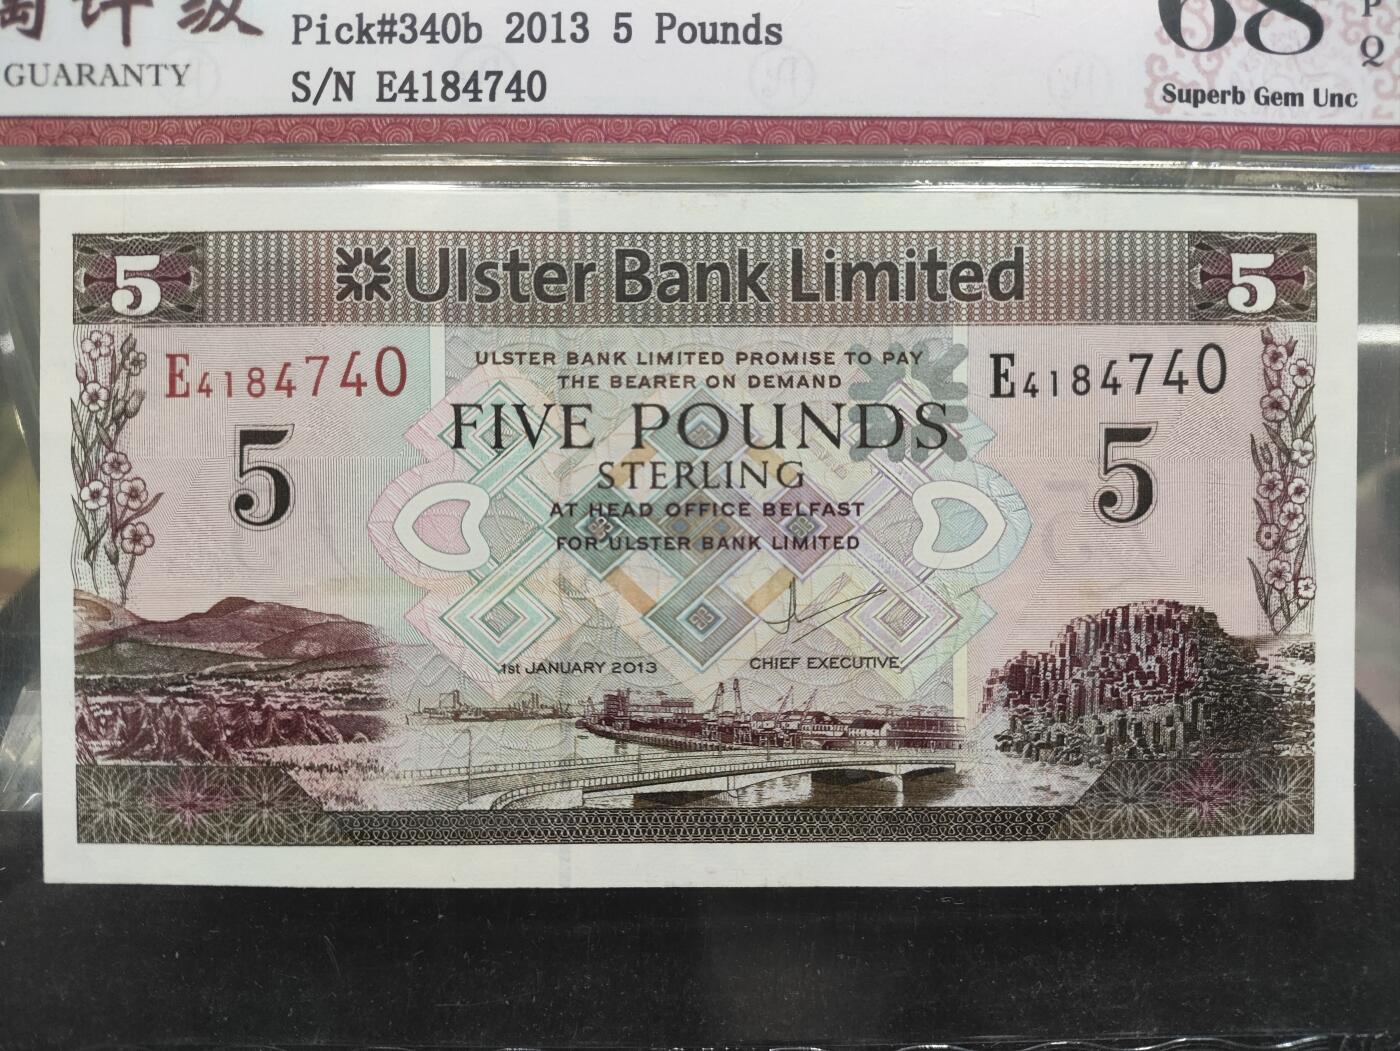 评级
68
P
Pick#340b 2013 5 Pounds
Q
GUARANTY
S/N E4184740
Superb Gem Unc
5
Ulster Bank Limited
5
E4184740
ULSTER BANK LIMITED PROMISE TO PAY
E4184740
THE BEARER ON DEMAND
FIVE POUNDS
5
STERLING
5
AT HEAD OFFICE BELFAST
FOR ULSTER BANK LIMITED
1st JANUARY 2013
CHIEF EXECUTIVE